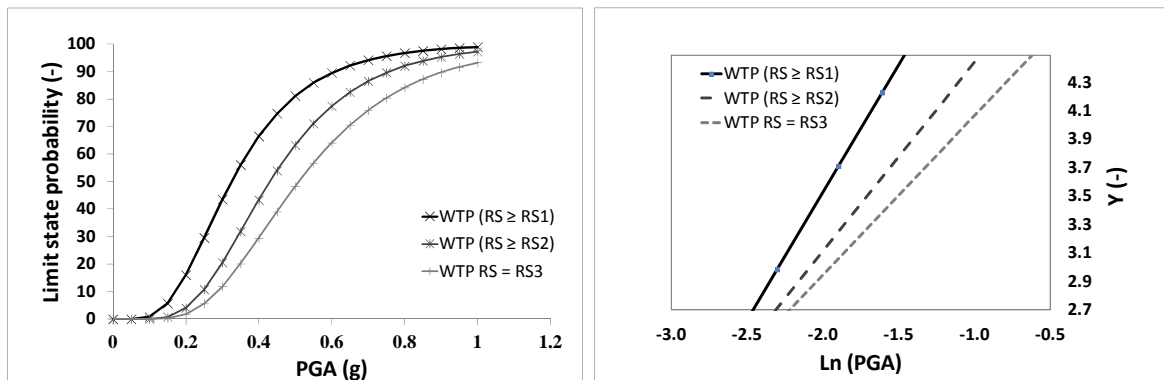 Limit state probability (-)
100
90
80
70
60
50
40
30
20
10
0
WTP (RS ≥ RS1)
WTP (RS ≥ RS2)
WTP RS = RS3
0 0.2 0.4 0.6 0.8 1 1.2
PGA (g)
WTP (RS ≥ RS1)
WTP (RS ≥ RS2)
WTP RS = RS3
4.3
4.1
3.9
3.7
3.5
3.3
3.1
2.9
2.7
Y (-)
-3.0 -2.5 -2.0 -1.5 -1.0 -0.5
Ln (PGA)